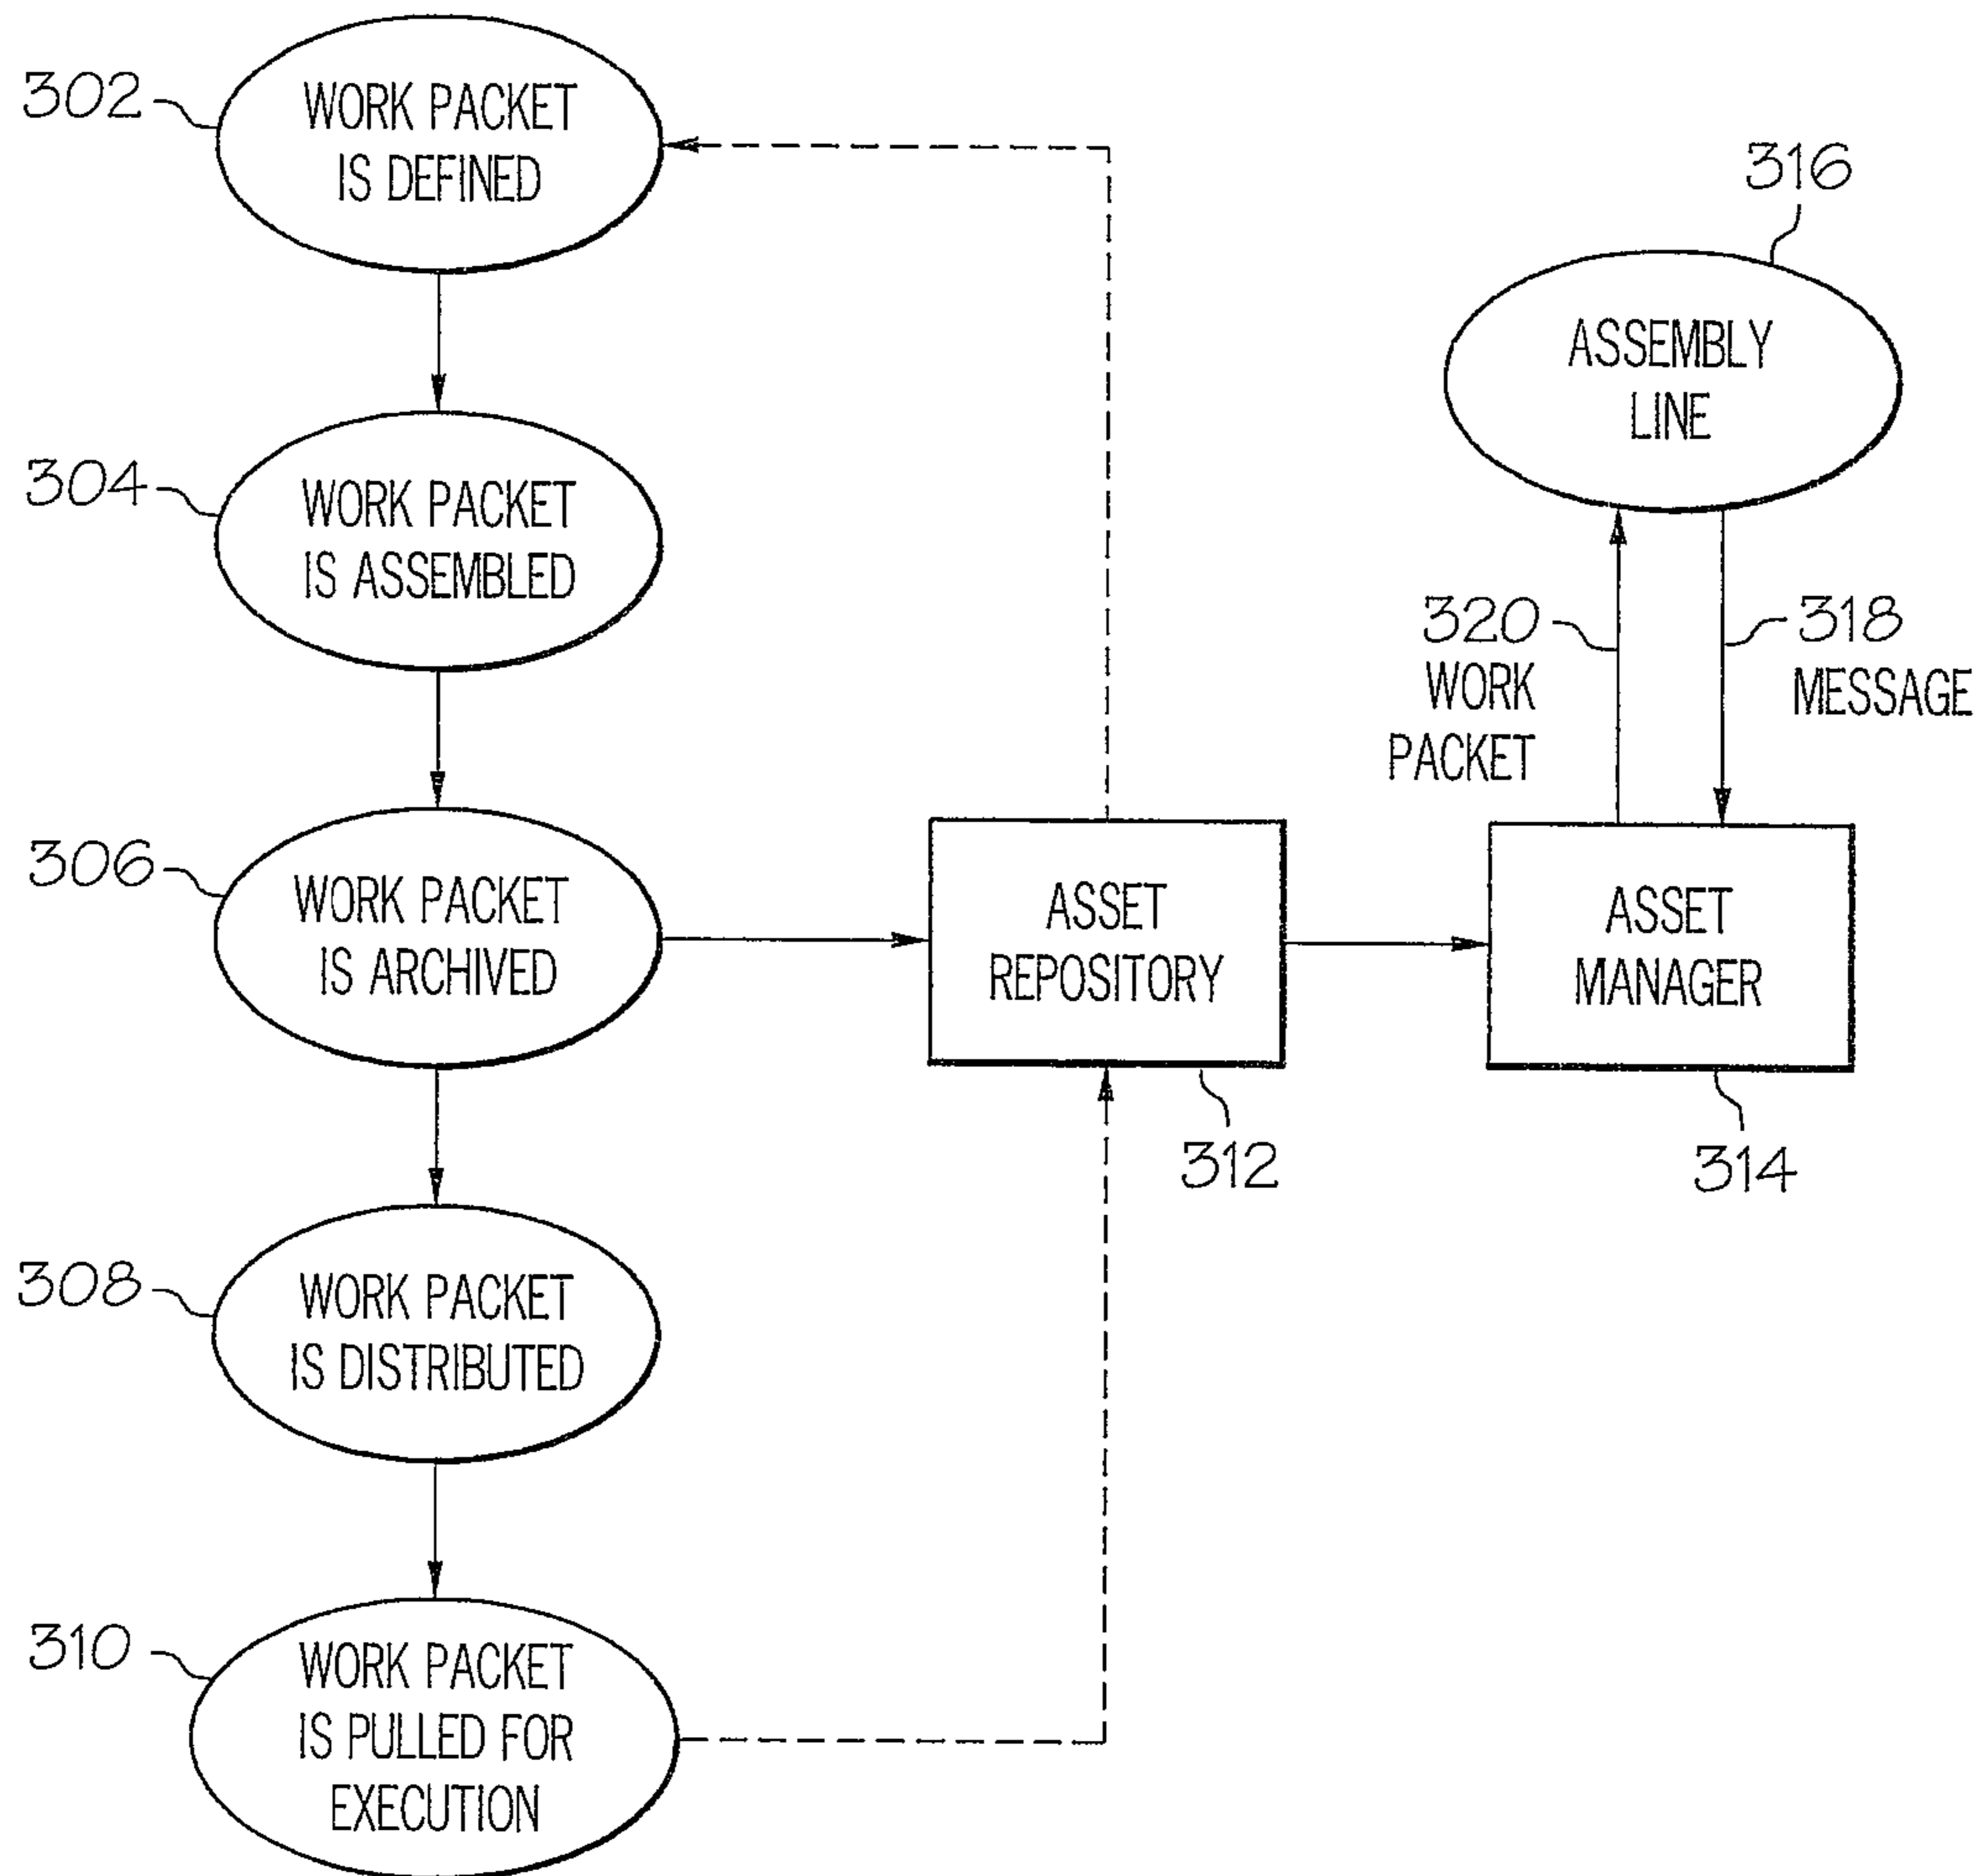 302
WORK PACKET
IS DEFINED
316
ASSEMBLY
LINE
304
WORK PACKET
IS ASSEMBLED
320
WORK
PACKET
318
MESSAGE
306
WORK PACKET
IS ARCHIVED
ASSET
REPOSITORY
312
ASSET
MANAGER
314
308
WORK PACKET
IS DISTRIBUTED
310
WORK PACKET
IS PULLED FOR
EXECUTION